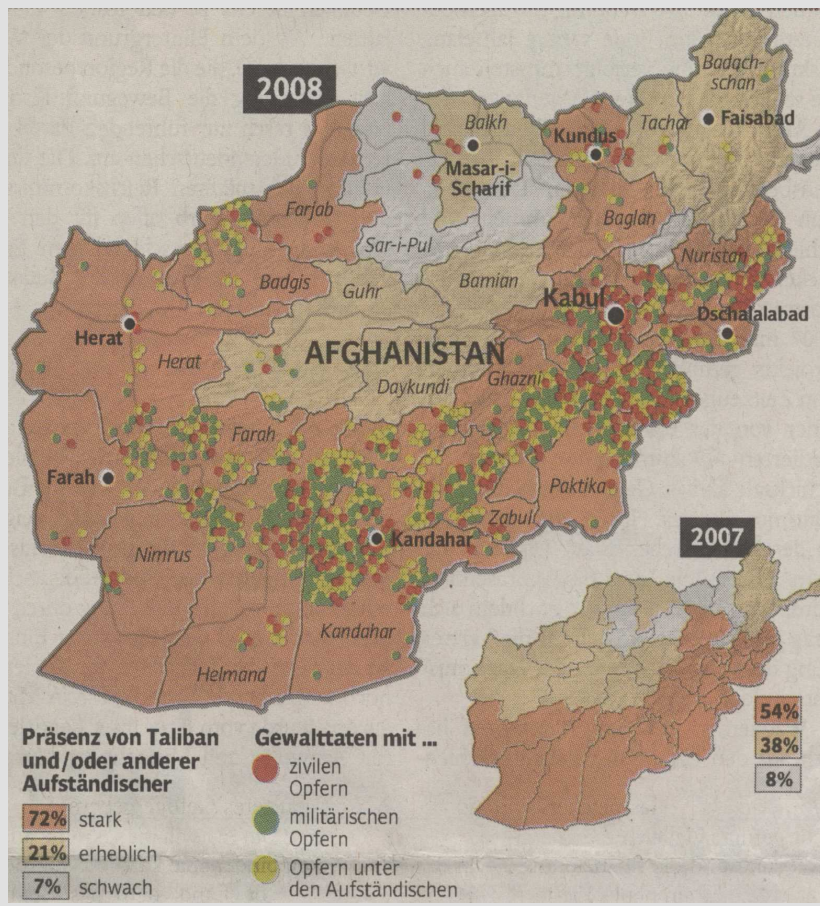 2008
Badach-
schan
Faisabad
Balkh
Kundus
Tachar
Masar-i-
Scharif
Farjab
Baglan
Sar-i-Pul
Nuristan
Badgis
Guhr
Bamian
Kabul
Dschalalabad
Herat
AFGHANISTAN
Herat
Daykundi
Ghazni
Farah
Farah
Paktika
Zabul
Kandahar
Nimrus
2007
Kandahar
Helmand
54%
38%
8%
Präsenz von Taliban
und/oder anderer
Aufständischer
72% stark
21% erheblich
7% schwach
Gewalttaten mit ...
zivilen
Opfern
militärischen
Opfern
Opfern unter
den Aufständischen